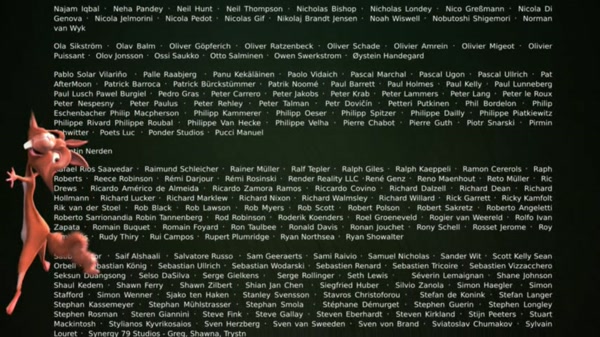 Najam Iqbal · Neha Pandey · Neil Hunt · Neil Thompson · Nicholas Bishop · Nicholas Londey · Nico Greßmann · Nicola Di
Genova · Nicola Jelmorini · Nicola Pedot · Nicolas Gif · Nikolaj Brandt Jensen · Noah Wiswell · Nobutoshi Shigemori · Norman
van Wyk
Ola Sikström · Olav Balm · Oliver Göpferich · Oliver Ratzenbeck · Oliver Schade · Olivier Amrein · Olivier Migeot · Olivier
Puissant · Olov Jonsson · Ossi Saukko · Otto Salminen · Owen Swerkstrom · Øystein Handegard
Pablo Solar Vilariño · Palle Raabjerg · Panu Kekäläinen · Paolo Vidaich · Pascal Marchal · Pascal Ugon · Pascal Ullrich · Pat
AfterMoon · Patrick Barroca · Patrick Bürckstümmer · Patrik Noomé · Paul Barrett · Paul Holmes · Paul Kelly · Paul Lunneberg
Paul Lusch Pawel Burgiel · Pedro Gras · Peter Carrero · Peter Jakobs · Peter Krab · Peter Lammers · Peter Lang · Peter le Roux
Peter Nespesny · Peter Paulus · Peter Rehley · Peter Talman · Petr Dovičín · Petteri Putkinen · Phil Bordelon · Philip
Eschenbacher Philip Macpherson · Philipp Kammerer · Philipp Oeser · Philipp Spitzer · Philippe Dailly · Philippe Piatkiewitz
Philippe Rivard Philippe Roubal · Philippe Van Hecke · Philippe Velha · Pierre Chabot · Pierre Guth · Piotr Snarski · Pirmin
Poets Luc · Ponder Studios · Pucci Manuel
Nerden
Rios Saavedar · Raimund Schleicher · Rainer Müller · Ralf Tepler · Ralph Giles · Ralph Kaeppeli · Ramon Cererols · Raph
Roberts · Reece Robinson · Rémi Darjour · Rémi Rosinski · Render Reality LLC · René Genz · Reno Maenhout · Reto Müller · Ric
Drews · Ricardo Américo de Almeida · Ricardo Zamora Ramos · Riccardo Covino · Richard Dalzell · Richard Dean · Richard
Hollmann · Richard Lucker · Richard Marklew · Richard Nixon · Richard Walmsley · Richard Willard · Rick Garrett · Ricky Kamfolt
Rik van der Stoel · Rob Black · Rob Lawson · Rob Myers · Rob Scott · Robert Polson · Robert Sakretz · Roberto Angeletti
Roberto Sarrionandia Robin Tannenberg · Rod Robinson · Roderik Koenders · Roel Groeneveld · Rogier van Weereld · Rolfo Ivan
Zapata · Romain Buquet · Romain Foyard · Ron Taulbee · Ronald Davis · Ronan Jouchet · Rony Schell · Rosset Jerome · Roy
Hoy · Rudy Thiry · Rui Campos · Rupert Plumridge · Ryan Northsea · Ryan Showalter
Saif Alshaali · Salvatore Russo · Sam Geeraerts · Sami Raivio · Samuel Nicholas · Sander Wit · Scott Kelly Sean
Orbell · Sebastian König · Sebastian Ullrich · Sebastian Wodarski · Sebastien Renard · Sebastien Tricoire · Sebastien Vizzacchero
Seksun Duangsong · Selso DaSilva · Serge Gielkens · Serge Rollinger · Seth Lewis · Séverin Lemaignan · Shane Johnson
Shaul Kedem · Shawn Ferry · Shawn Zilbert · Shian Jan Chen · Siegfried Huber · Silvio Zanola · Simon Haegler · Simon
Stafford · Simon Wenner · Sjako ten Haken · Stanley Svensson · Stavros Christoforou · Stefan de Konink · Stefan Langer
Stephan Kassemeyer · Stephan Mühlstrasser · Stephan Smola · Stéphane Démurget · Stephen Guerin · Stephen Longley
Stephen Rosman · Steren Giannini · Steve Fink · Steve Gallay · Steven Eberhardt · Steven Kirkland · Stijn Peeters · Stuart
Mackintosh · Stylianos Kyvrikosaios · Sven Herzberg · Sven van Sweeden · Sven von Brand · Sviatoslav Chumakov · Sylvain
Louret · Synergy 79 Studios - Greg, Shawna, Trystn